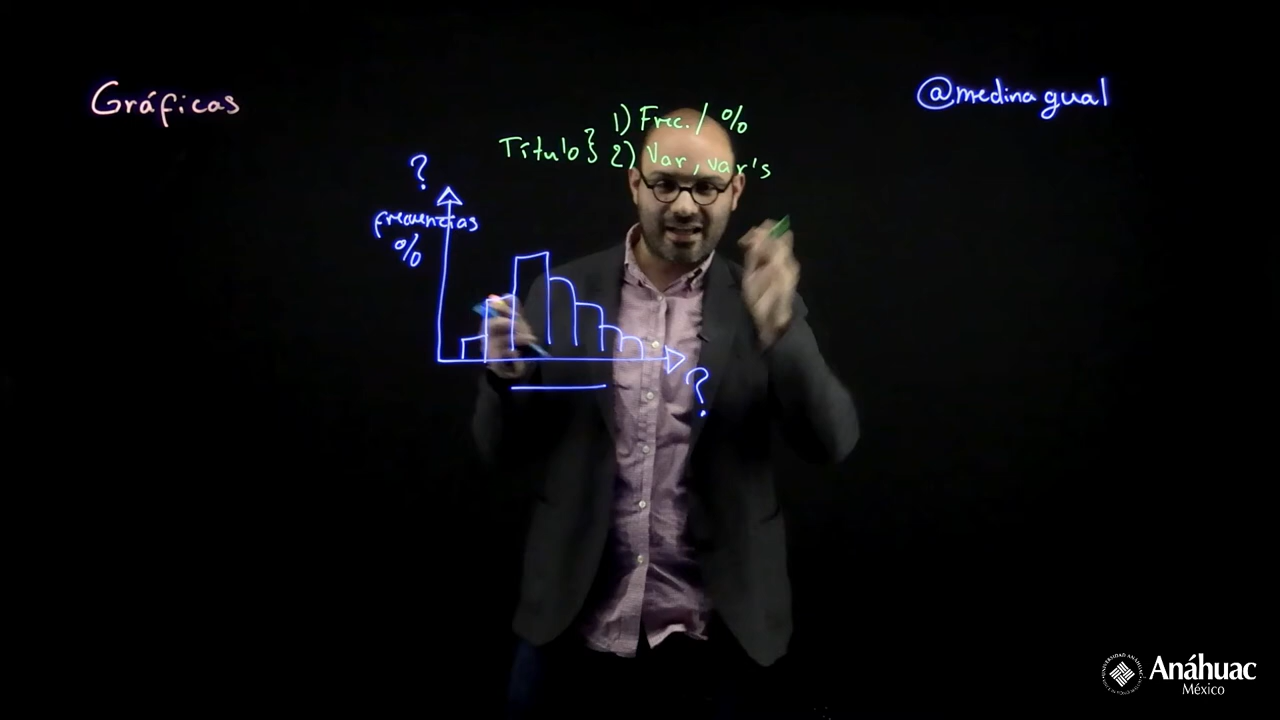 Gráficas
@medinagual
1) Frec. / %
Título} 2) Var, var's
?
frecuencias
%
?
Anáhuac
México